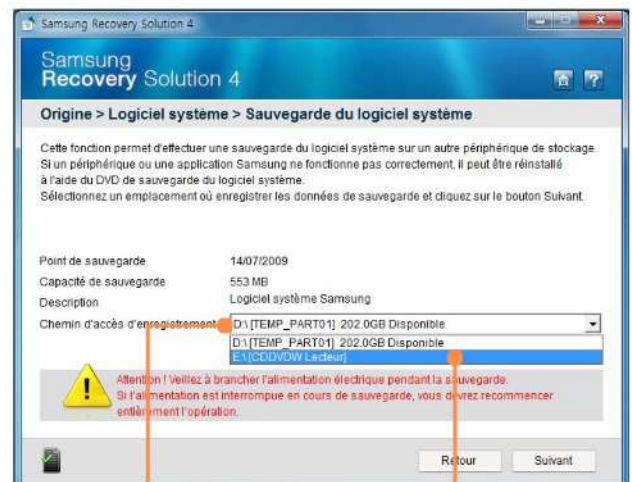 Samsung Recovery Solution 4
Samsung
Recovery Solution 4
Origine > Logiciel système > Sauvegarde du logiciel système
Cette fonction permet d'effectuer une sauvegarde du logiciel système sur un autre périphérique de stockage.
Si un périphérique ou une application Samsung ne fonctionne pas correctement, il peut être réinstallé
à l'aide du DVD de sauvegarde du logiciel système.
Sélectionnez un emplacement où enregistrer les données de sauvegarde et cliquez sur le bouton Suivant.
Point de sauvegarde 14/07/2009
Capacité de sauvegarde 553 MB
Description Logiciel système Samsung
Chemin d'accès d'enregistrement D:\ [TEMP_PART01] 202.0GB Disponible
D:\ [TEMP_PART01] 202.0GB Disponible
E:\ [CDDVDW Lecteur]
Attention ! Veillez à brancher l'alimentation électrique pendant la sauvegarde.
Si l'alimentation est interrompue en cours de sauvegarde, vous devrez recommencer
entièrement l'opération.
Retour Suivant